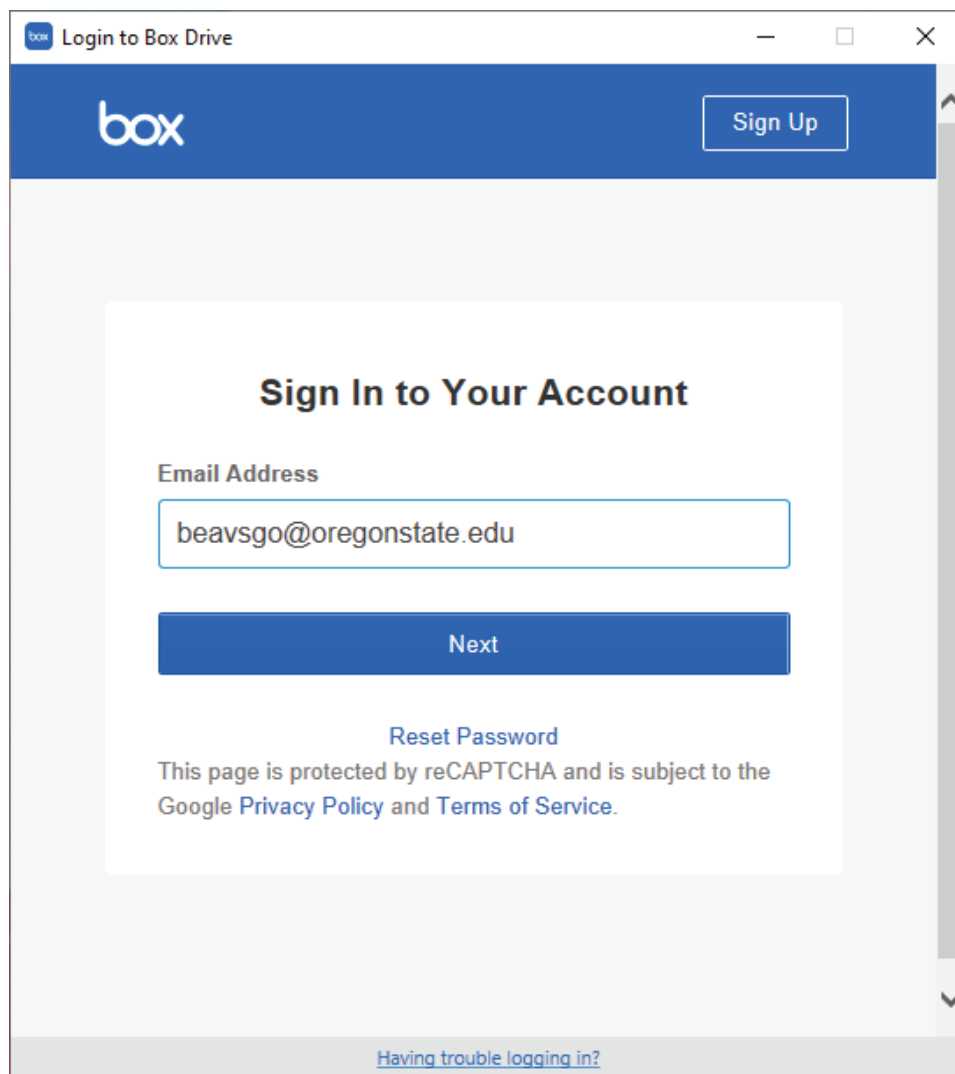 box Login to Box Drive
box
Sign Up
Sign In to Your Account
Email Address
beavsgo@oregonstate.edu
Next
Reset Password
This page is protected by reCAPTCHA and is subject to the
Google Privacy Policy and Terms of Service.
Having trouble logging in?